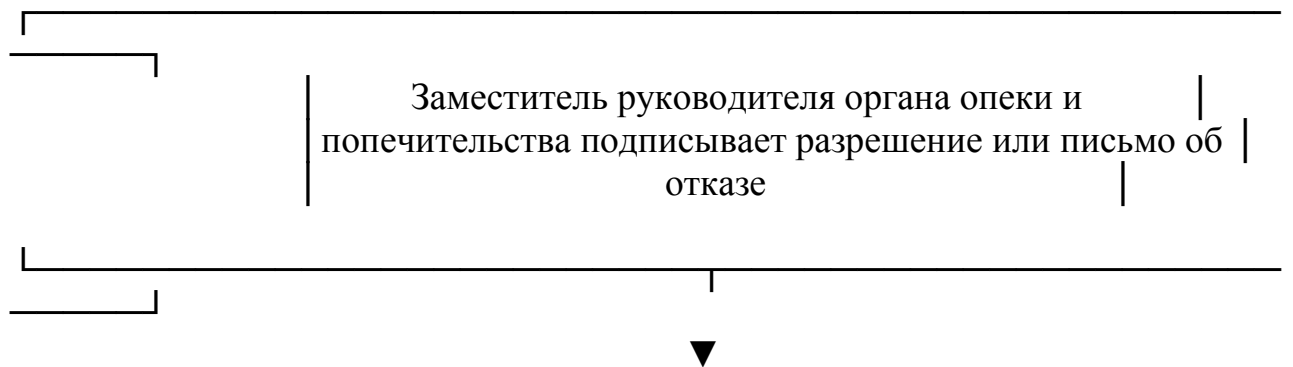 Заместитель руководителя органа опеки и
попечительства подписывает разрешение или письмо об
отказе